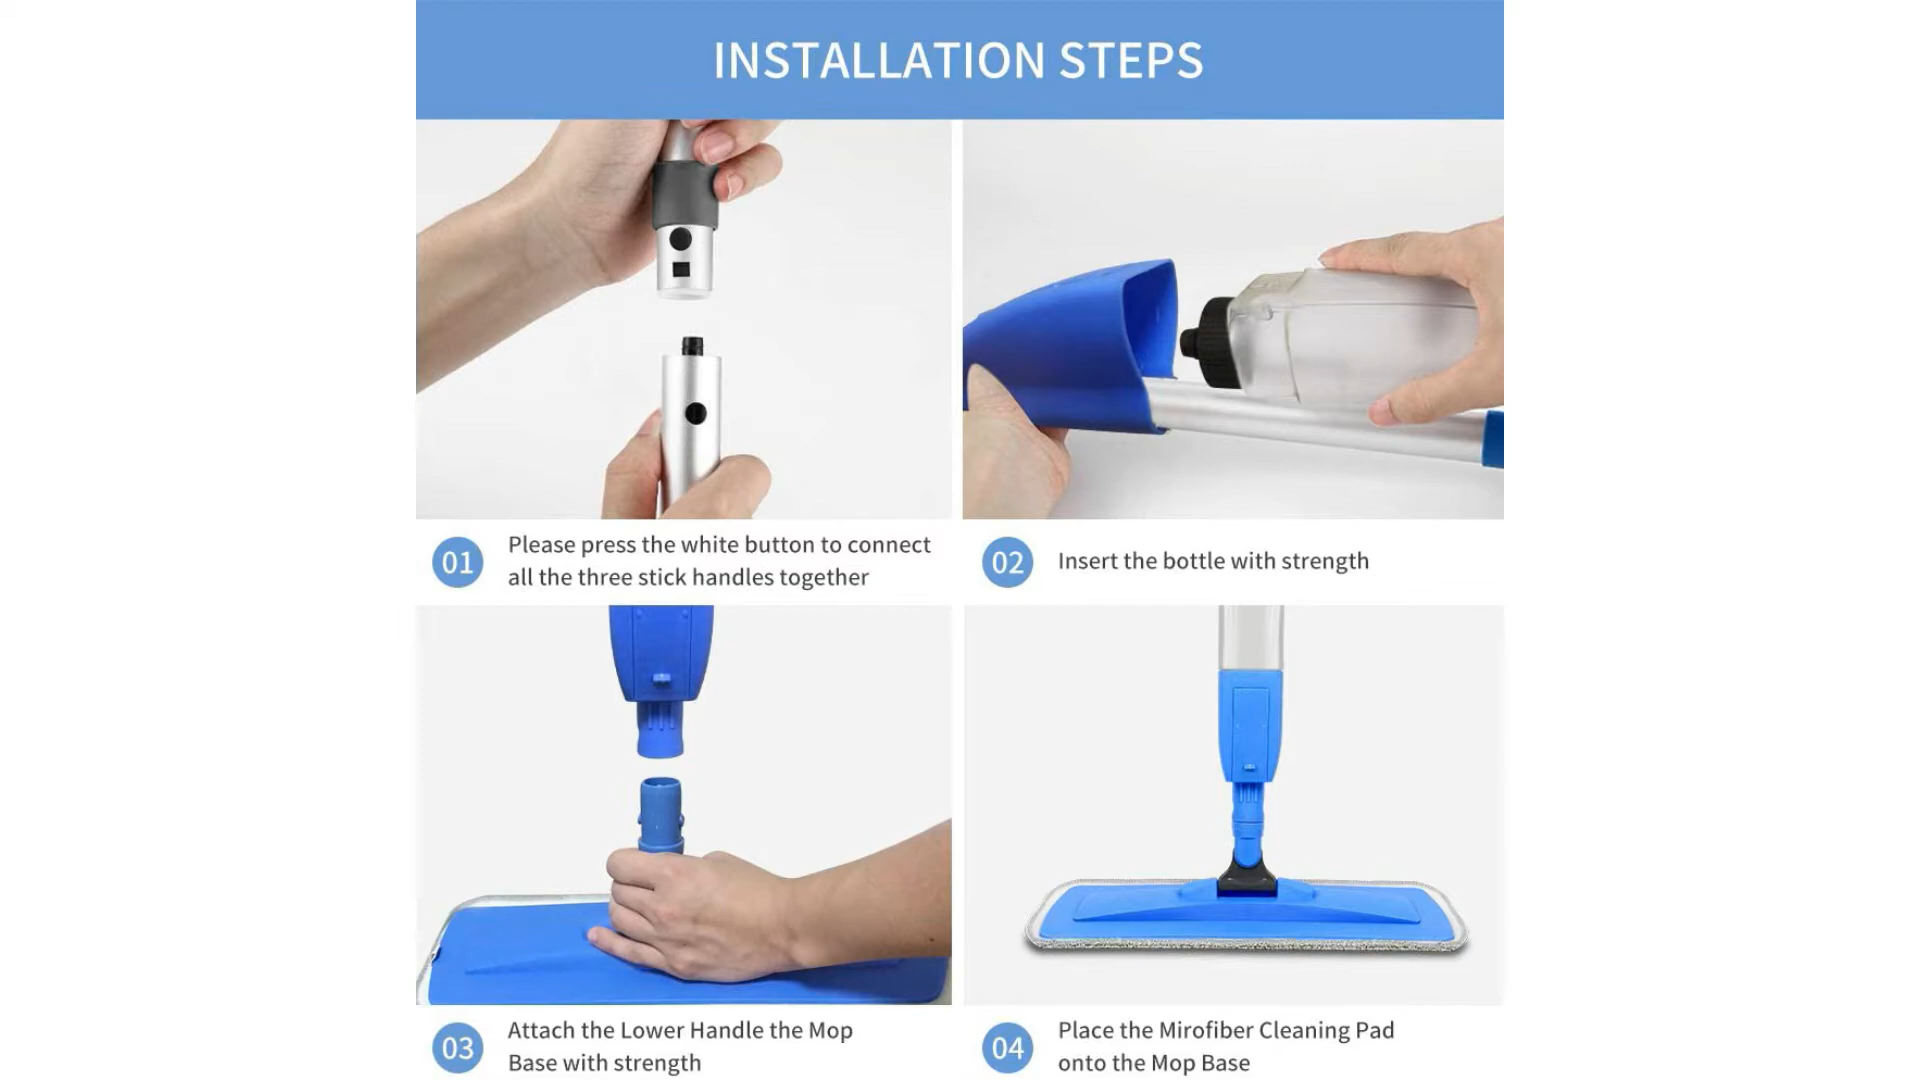 INSTALLATION STEPS
01
Please press the white button to connect
all the three stick handles together
02
Insert the bottle with strength
03
Attach the Lower Handle the Mop
Base with strength
04
Place the Mirofiber Cleaning Pad
onto the Mop Base